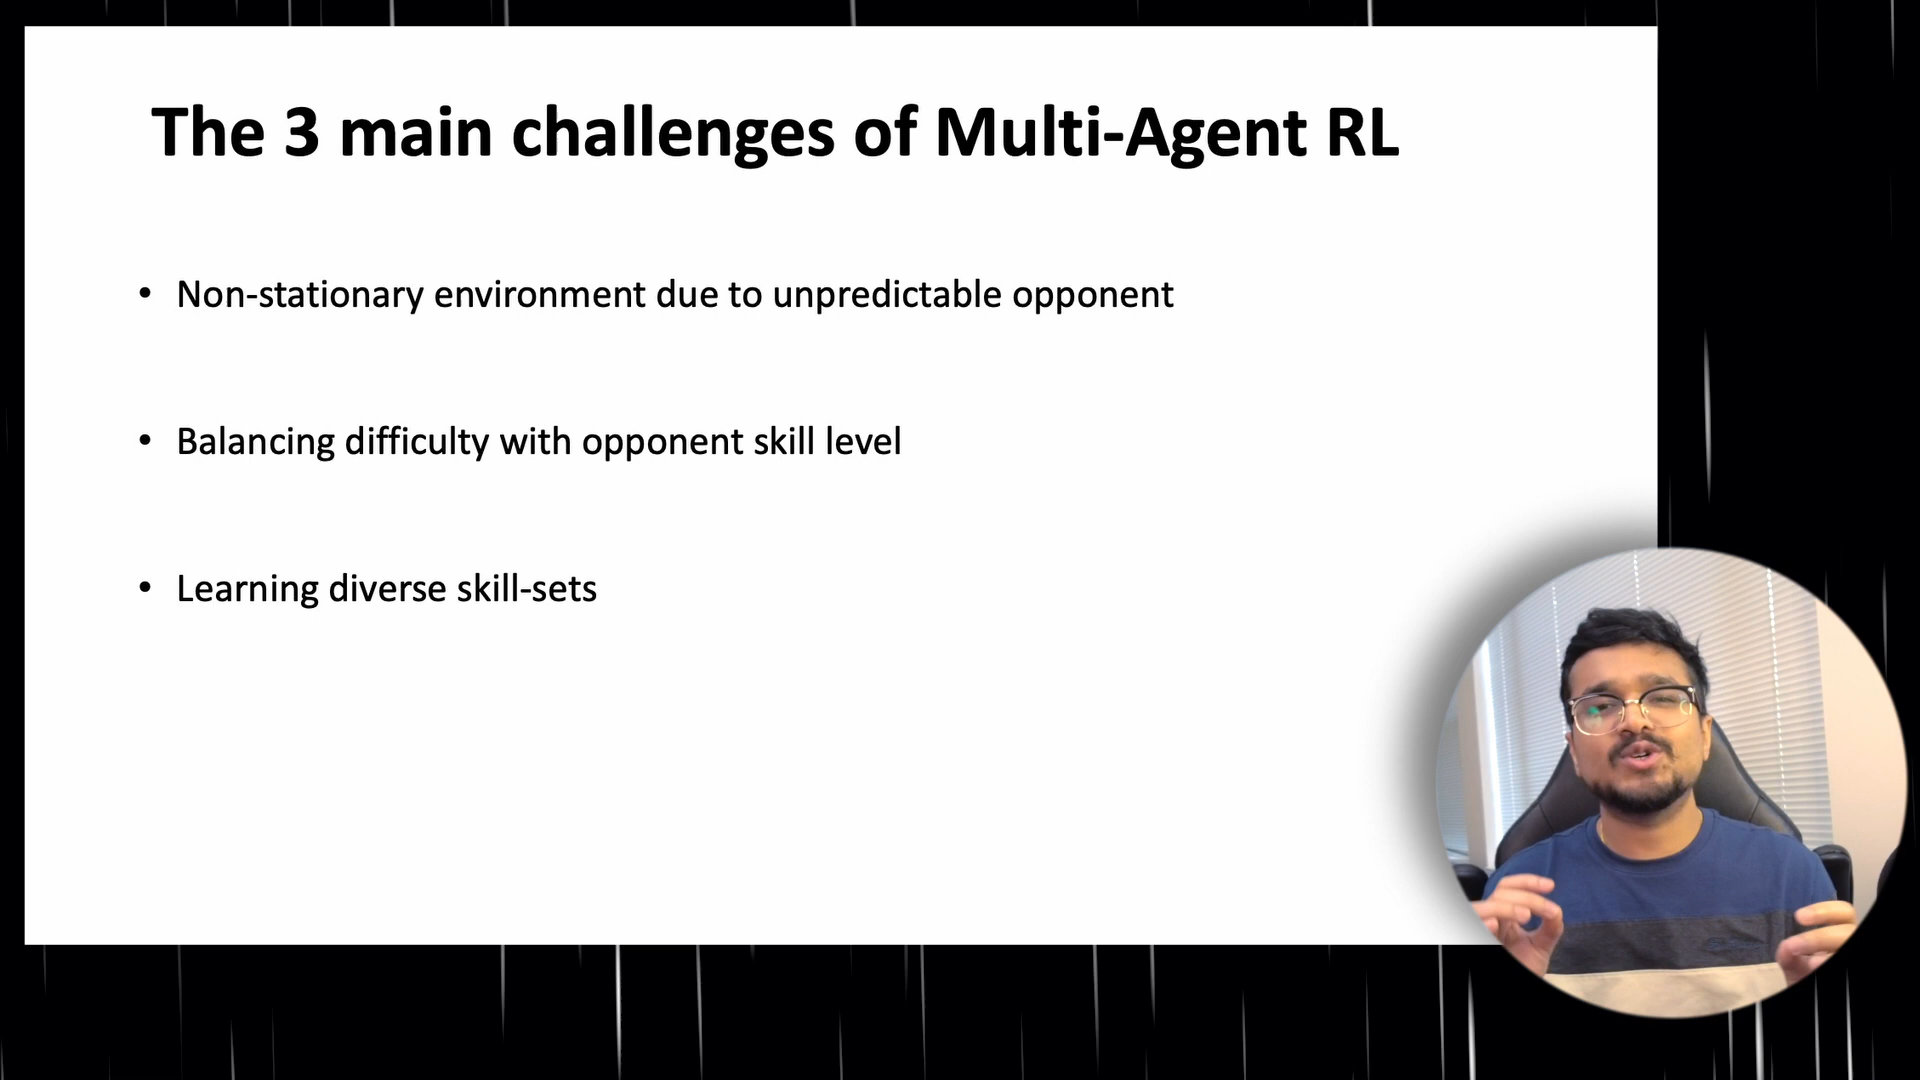 The 3 main challenges of Multi-Agent RL
• Non-stationary environment due to unpredictable opponent
• Balancing difficulty with opponent skill level
• Learning diverse skill-sets